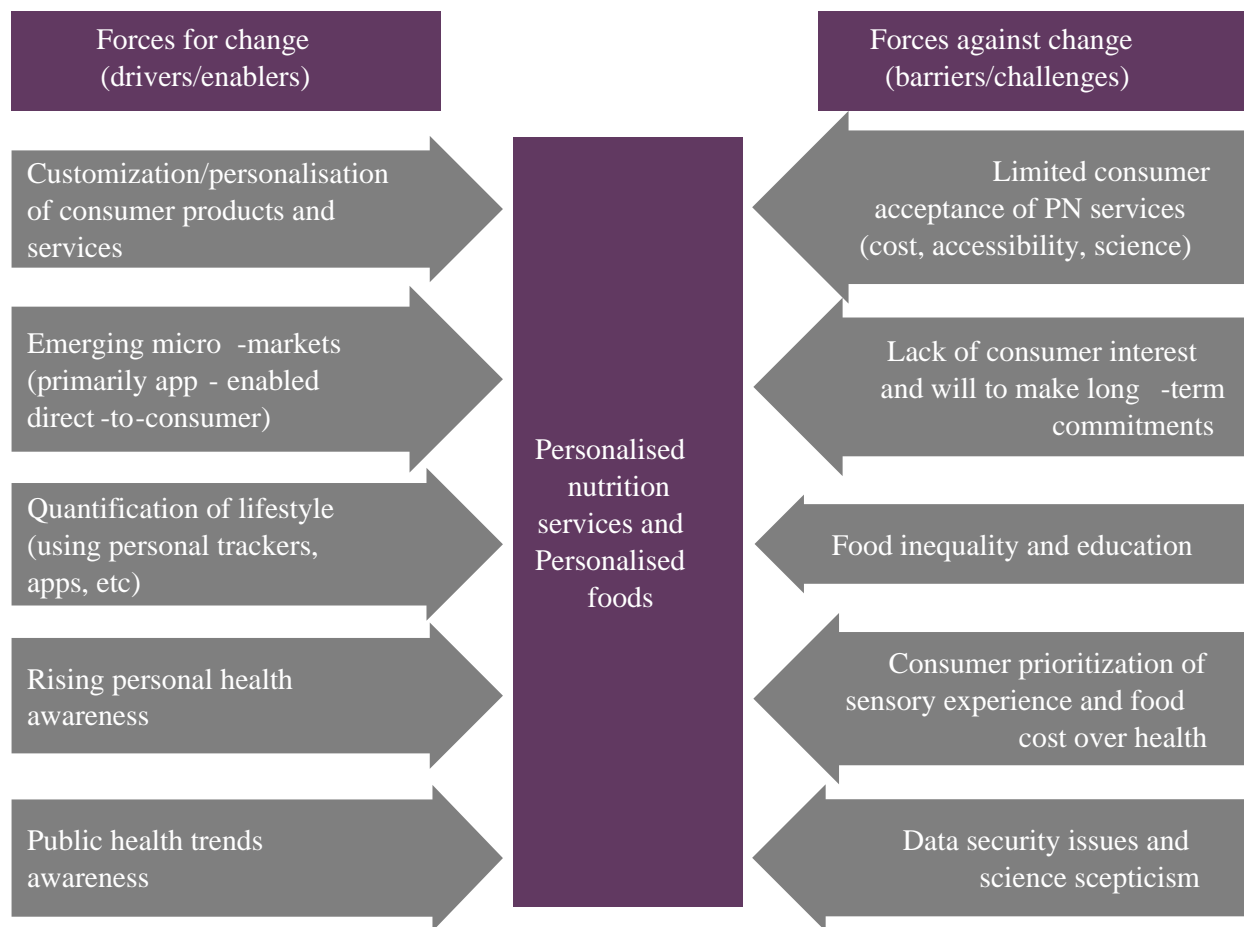 Forces for change
(drivers/enablers)
Forces against change
(barriers/challenges)
Customization/personalisation
of consumer products and
services
Emerging micro -markets
(primarily app - enabled
direct -to-consumer)
Quantification of lifestyle
(using personal trackers,
apps, etc)
Rising personal health
awareness
Public health trends
awareness
Personalised
nutrition
services and
Personalised
foods
Limited consumer
acceptance of PN services
(cost, accessibility, science)
Lack of consumer interest
and will to make long -term
commitments
Food inequality and education
Consumer prioritization of
sensory experience and food
cost over health
Data security issues and
science scepticism